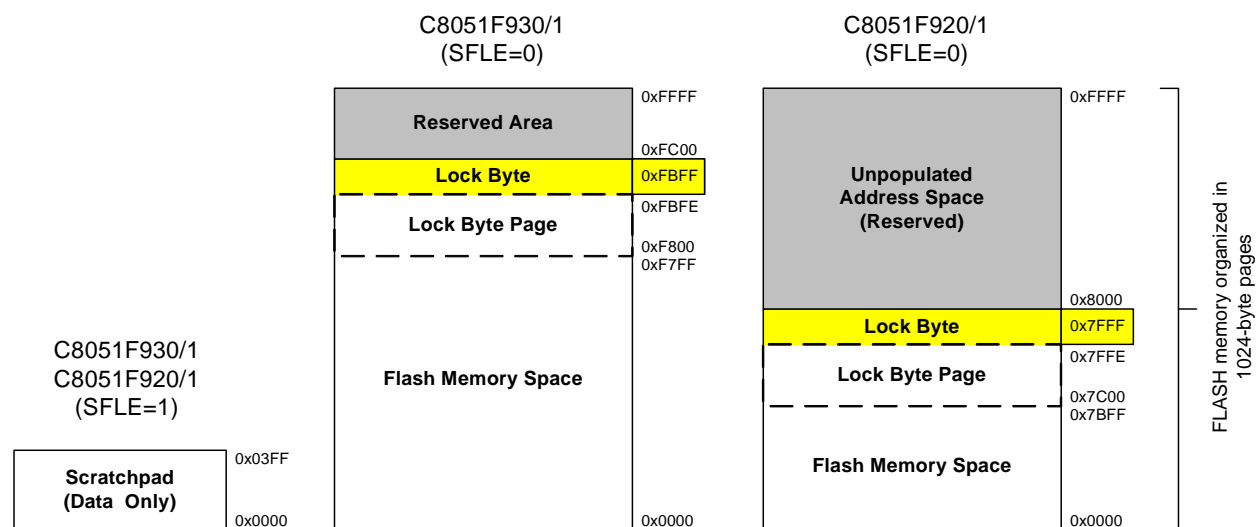 C8051F930/1
(SFLE=0)
C8051F920/1
(SFLE=0)
0xFFFF
Reserved Area
0xFC00
Lock Byte
0xFBFF
0xFBFE
Lock Byte Page
0xF800
0xF7FF
Flash Memory Space
0x0000
0xFFFF
Unpopulated
Address Space
(Reserved)
0x8000
Lock Byte
0x7FFF
0x7FFE
Lock Byte Page
0x7C00
0x7BFF
Flash Memory Space
0x0000
FLASH memory organized in
1024-byte pages
C8051F930/1
C8051F920/1
(SFLE=1)
0x03FF
Scratchpad
(Data Only)
0x0000